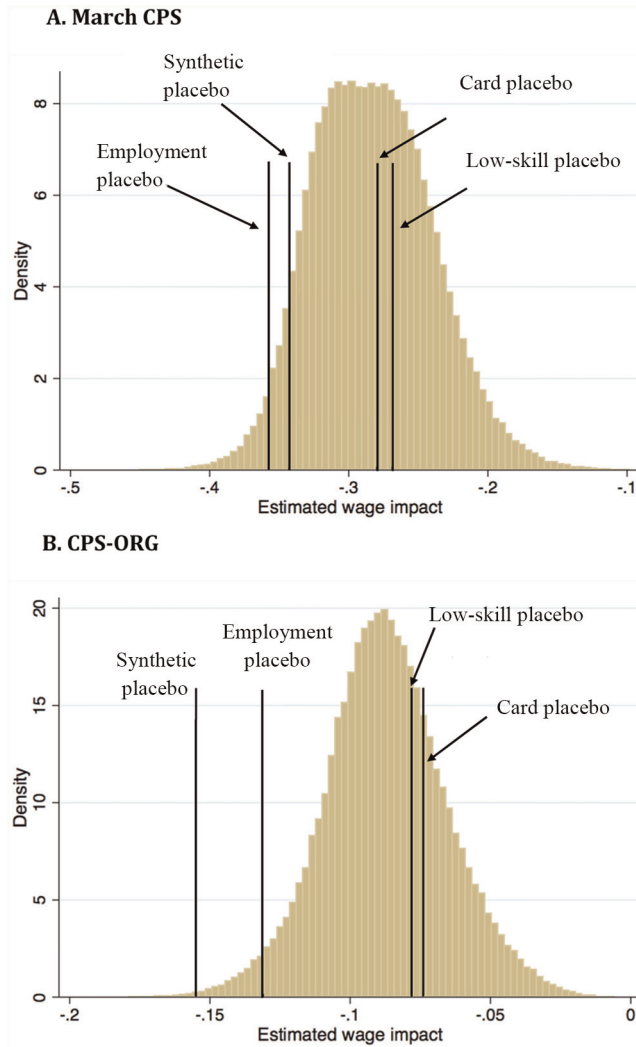 A. March CPS
Synthetic
placebo
Card placebo
Employment
placebo
Low-skill placebo
8
6
4
2
0
Density
-.5
-.4
-.3
-.2
-.1
Estimated wage impact
B. CPS-ORG
Low-skill placebo
Employment
placebo
Synthetic
placebo
Card placebo
20
15
10
5
0
Density
-.2
-.15
-.1
-.05
0
Estimated wage impact